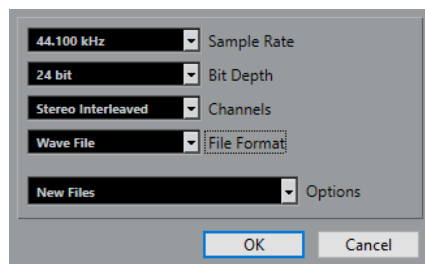 44.100 kHz Sample Rate
24 bit Bit Depth
Stereo Interleaved Channels
Wave File File Format
New Files Options
OK Cancel